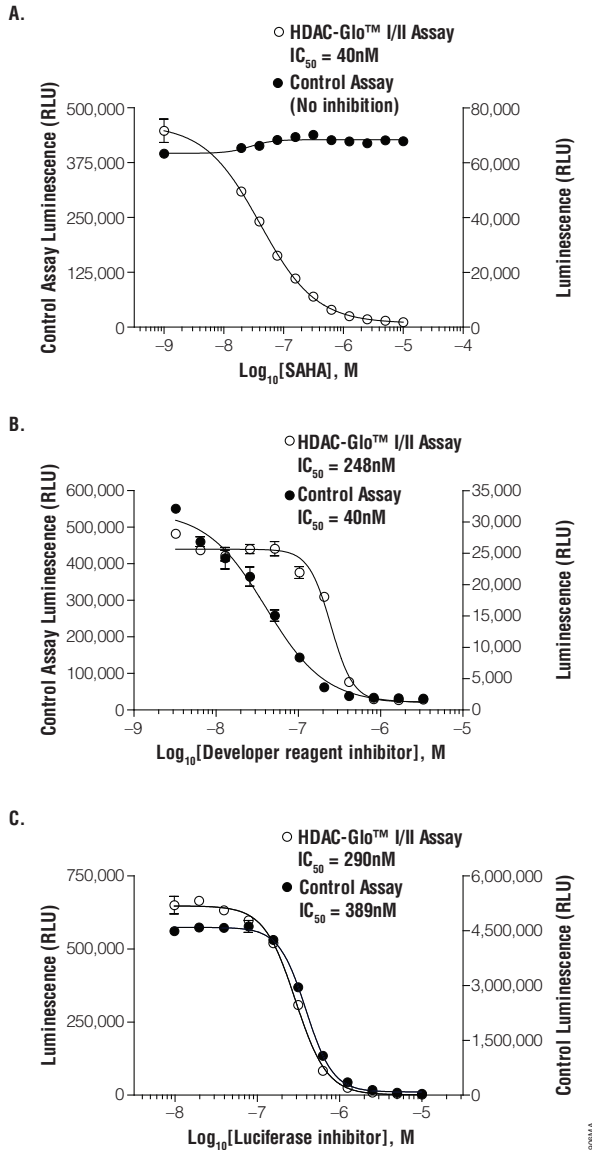 A.
HDAC-Glo™ I/II Assay
IC50 = 40nM
Control Assay
(No inhibition)
Control Assay Luminescence (RLU)
500,000
375,000
250,000
125,000
0
80,000
60,000
40,000
20,000
0
Luminescence (RLU)
–9
–8
–7
–6
–5
–4
Log10[SAHA], M
B.
HDAC-Glo™ I/II Assay
IC50 = 248nM
Control Assay
IC50 = 40nM
Control Assay Luminescence (RLU)
600,000
500,000
400,000
300,000
200,000
100,000
0
35,000
30,000
25,000
20,000
15,000
10,000
5,000
0
Luminescence (RLU)
–9
–8
–7
–6
–5
Log10[Developer reagent inhibitor], M
C.
HDAC-Glo™ I/II Assay
IC50 = 290nM
Control Assay
IC50 = 389nM
Luminescence (RLU)
750,000
500,000
250,000
0
6,000,000
4,500,000
3,000,000
1,500,000
0
Control Luminescence (RLU)
–8
–7
–6
–5
Log10[Luciferase inhibitor], M